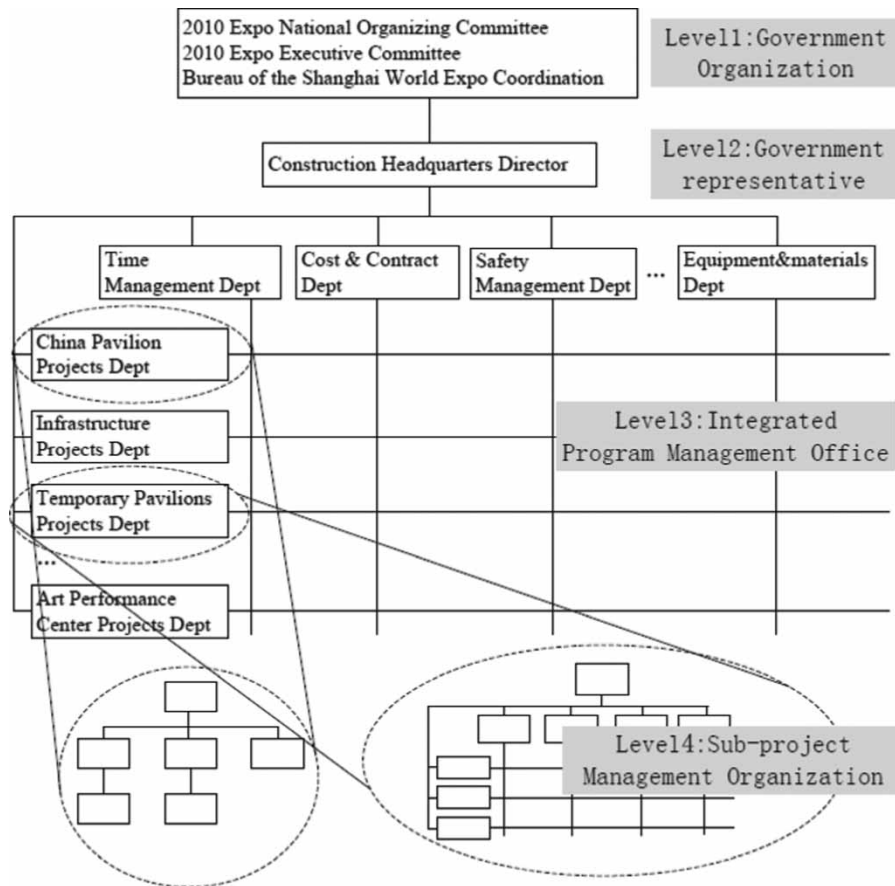 2010 Expo National Organizing Committee
2010 Expo Executive Committee
Bureau of the Shanghai World Expo Coordination
Level1:Government
Organization
Construction Headquarters Director
Level2:Government
representative
Time
Management Dept
Cost & Contract
Dept
Safety
Management Dept
...
Equipment&materials
Dept
China Pavilion
Projects Dept
Infrastructure
Projects Dept
Level3:Integrated
Program Management Office
Temporary Pavilions
Projects Dept
...
Art Performance
Center Projects Dept
Level4:Sub-project
Management Organization